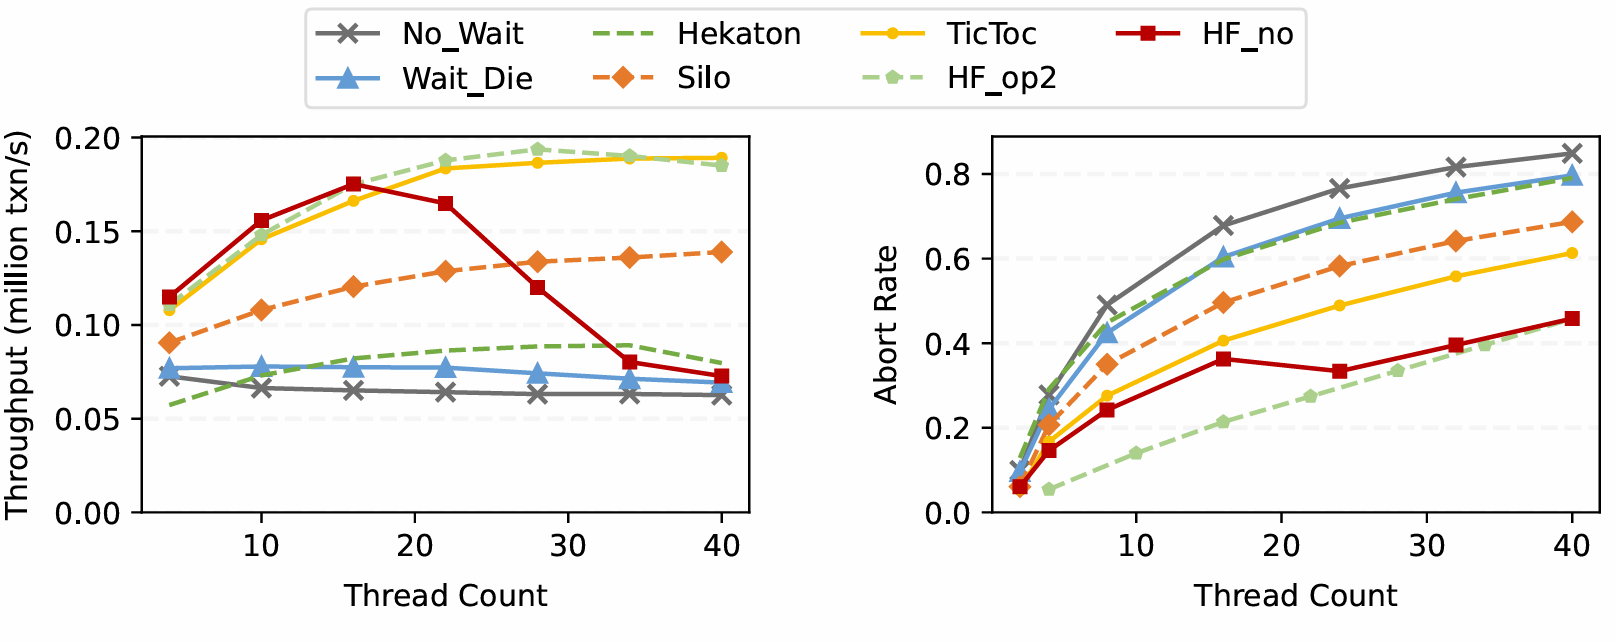 No_Wait Hekaton TicToc HF_no
Wait_Die Silo HF_op2
Throughput (million txn/s)
0.20
0.15
0.10
0.05
0.00
10 20 30 40
Thread Count
Abort Rate
0.8
0.6
0.4
0.2
0.0
10 20 30 40
Thread Count